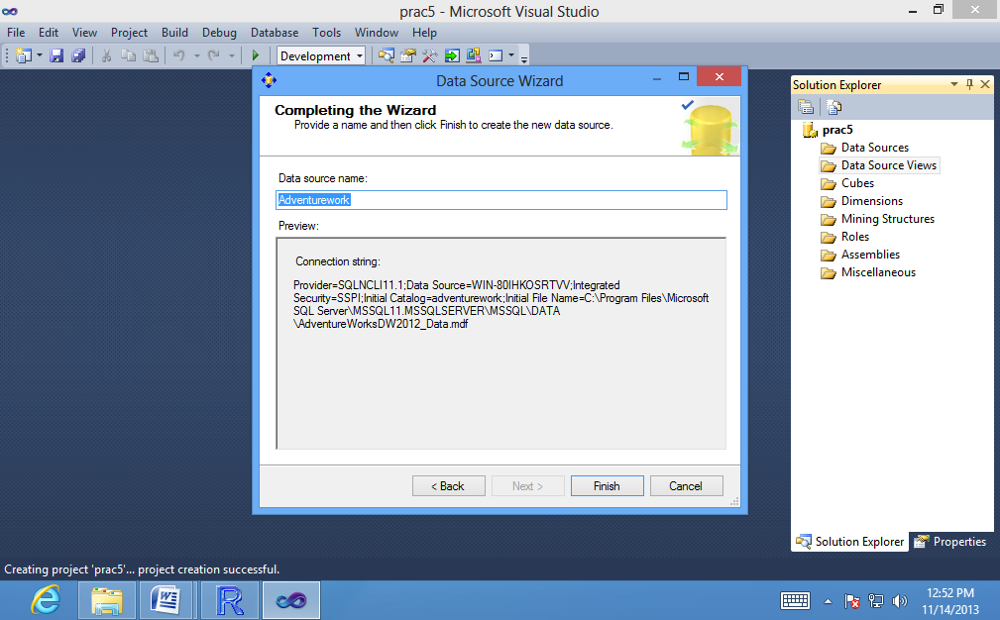 prac5 - Microsoft Visual Studio
File Edit View Project Build Debug Database Tools Window Help
Development
Data Source Wizard
Completing the Wizard
Provide a name and then click Finish to create the new data source.
Data source name:
Adventurework
Preview:
Connection string:
Provider=SQLNCLI11.1;Data Source=WIN-80IHKOSRTVV;Integrated
Security=SSPI;Initial Catalog=adventurework;Initial File Name=C:\Program Files\Microsoft
SQL Server\MSSQL11.MSSQLSERVER\MSSQL\DATA
\AdventureWorksDW2012_Data.mdf
< Back Next > Finish Cancel
Solution Explorer
prac5
Data Sources
Data Source Views
Cubes
Dimensions
Mining Structures
Roles
Assemblies
Miscellaneous
Solution Explorer Properties
Creating project 'prac5'... project creation successful.
12:52 PM
11/14/2013